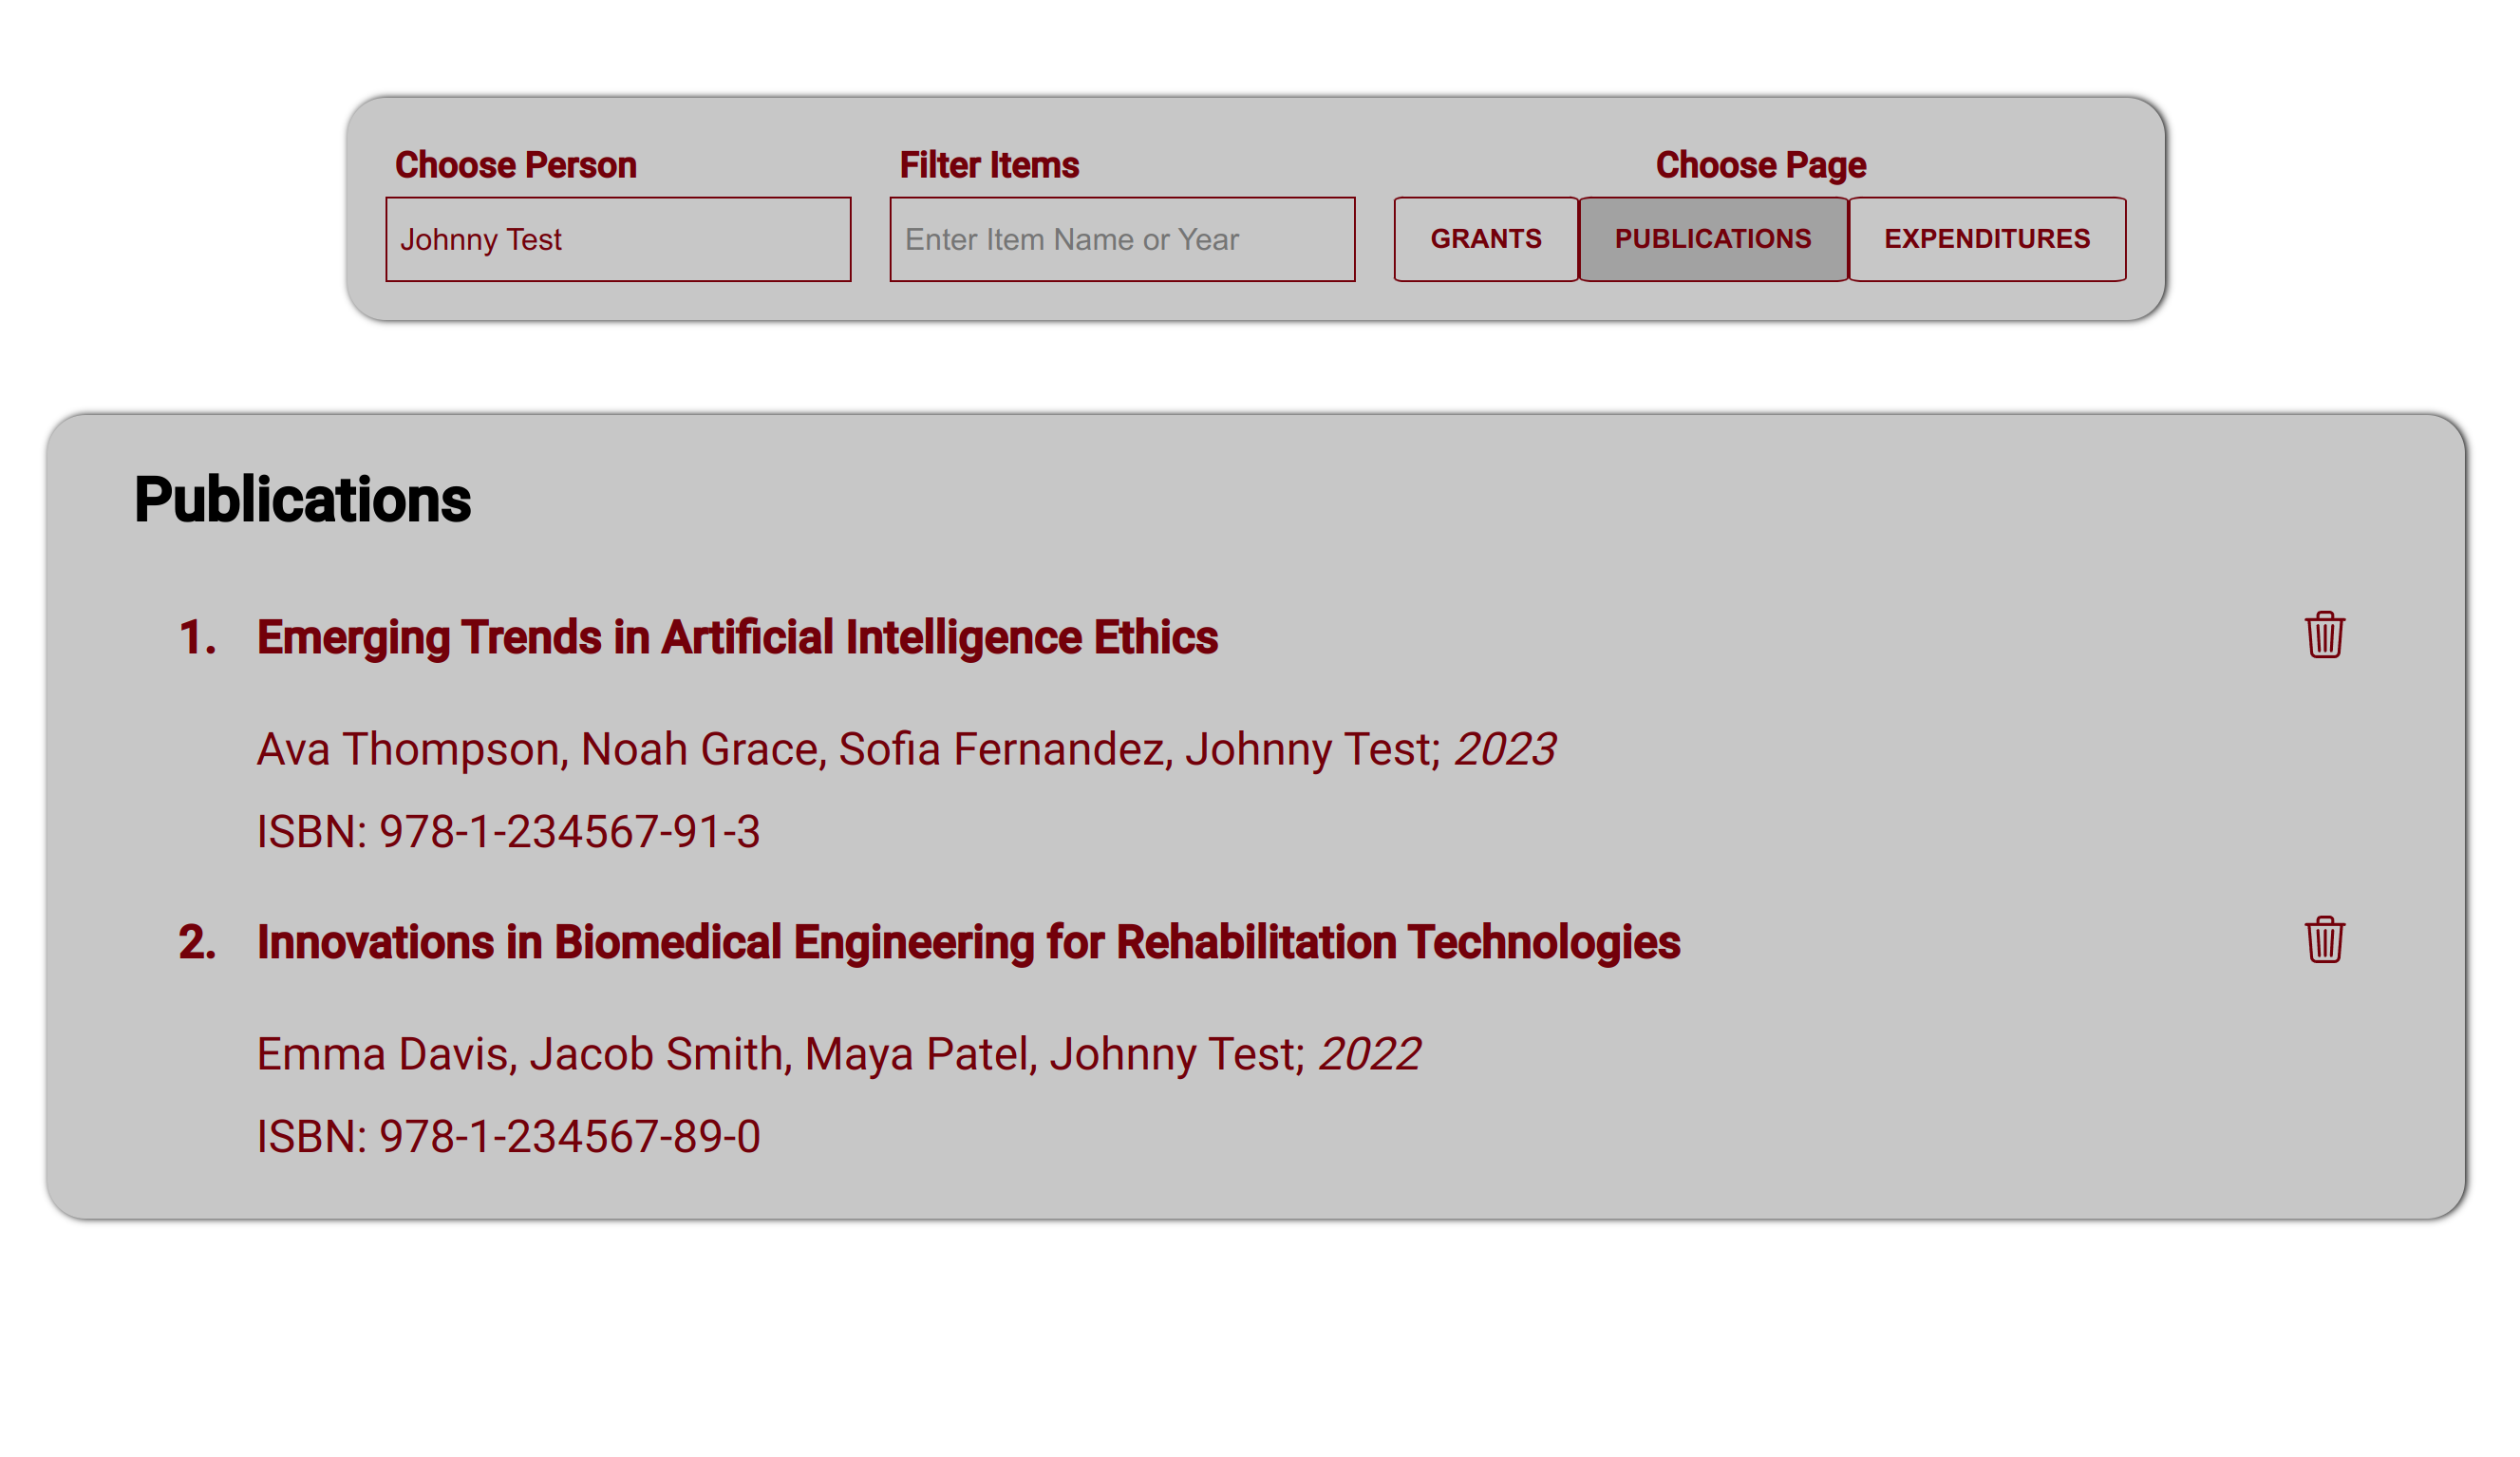 Choose Person
Filter Items
Choose Page
Johnny Test
Enter Item Name or Year
GRANTS
PUBLICATIONS
EXPENDITURES
Publications
1. Emerging Trends in Artificial Intelligence Ethics
Ava Thompson, Noah Grace, Sofia Fernandez, Johnny Test; 2023
ISBN: 978-1-234567-91-3
2. Innovations in Biomedical Engineering for Rehabilitation Technologies
Emma Davis, Jacob Smith, Maya Patel, Johnny Test; 2022
ISBN: 978-1-234567-89-0